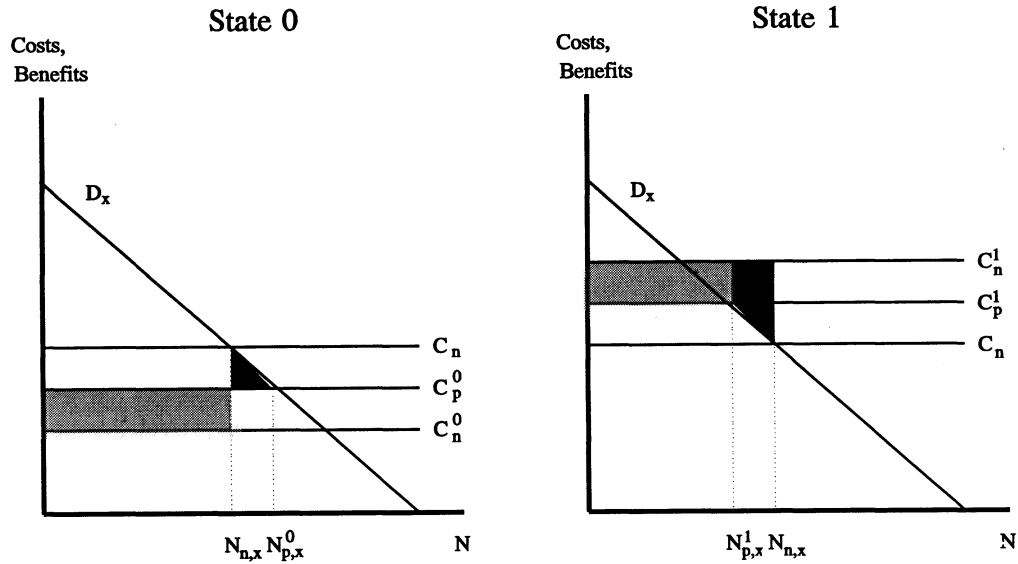 State 0
Costs,
Benefits
D_x
C_n
C_p^0
C_n^0
N_{n,x} N_{p,x}^0
N
State 1
Costs,
Benefits
D_x
C_n^1
C_p^1
C_n
N_{p,x}^1 N_{n,x}
N